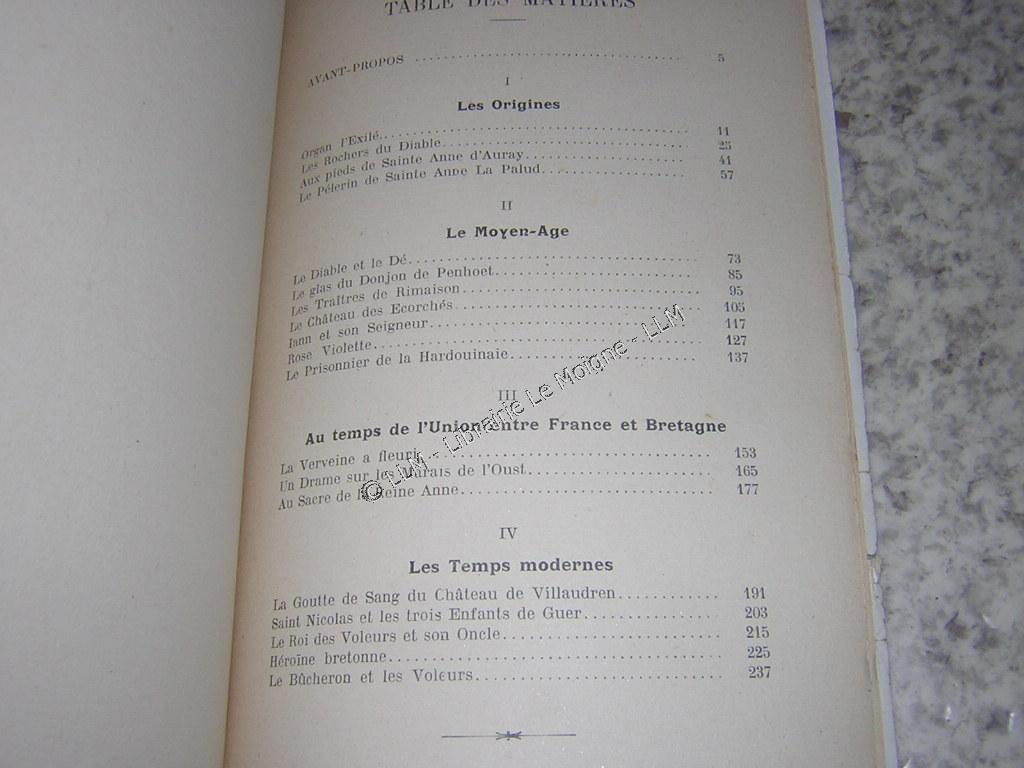 TABLE DES MATIÈRES
AVANT-PROPOS .......... 5
I
Les Origines
Organ l'Exilé.......... 11
Les Rochers du Diable.......... 25
Aux pieds de Sainte Anne d'Auray.......... 41
Le Pélerin de Sainte Anne La Palud.......... 57
II
Le Moyen-Age
Le Diable et le Dé.......... 73
Le glas du Donjon de Penhoet.......... 85
Les Traîtres de Rimaison.......... 95
Le Château des Ecorchés.......... 105
Iann et son Seigneur.......... 117
Rose Violette.......... 127
Le Prisonnier de la Hardouinaie.......... 137
III
Au temps de l'Union entre France et Bretagne
La Verveine a fleuri.......... 153
Un Drame sur les Marais de l'Oust.......... 165
Au Sacre de la Reine Anne.......... 177
IV
Les Temps modernes
La Goutte de Sang du Château de Villaudren.......... 191
Saint Nicolas et les trois Enfants de Guer.......... 203
Le Roi des Voleurs et son Oncle.......... 215
Héroïne bretonne.......... 225
Le Bûcheron et les Voleurs.......... 237
© LLM - Librairie Le Moigne - LLM